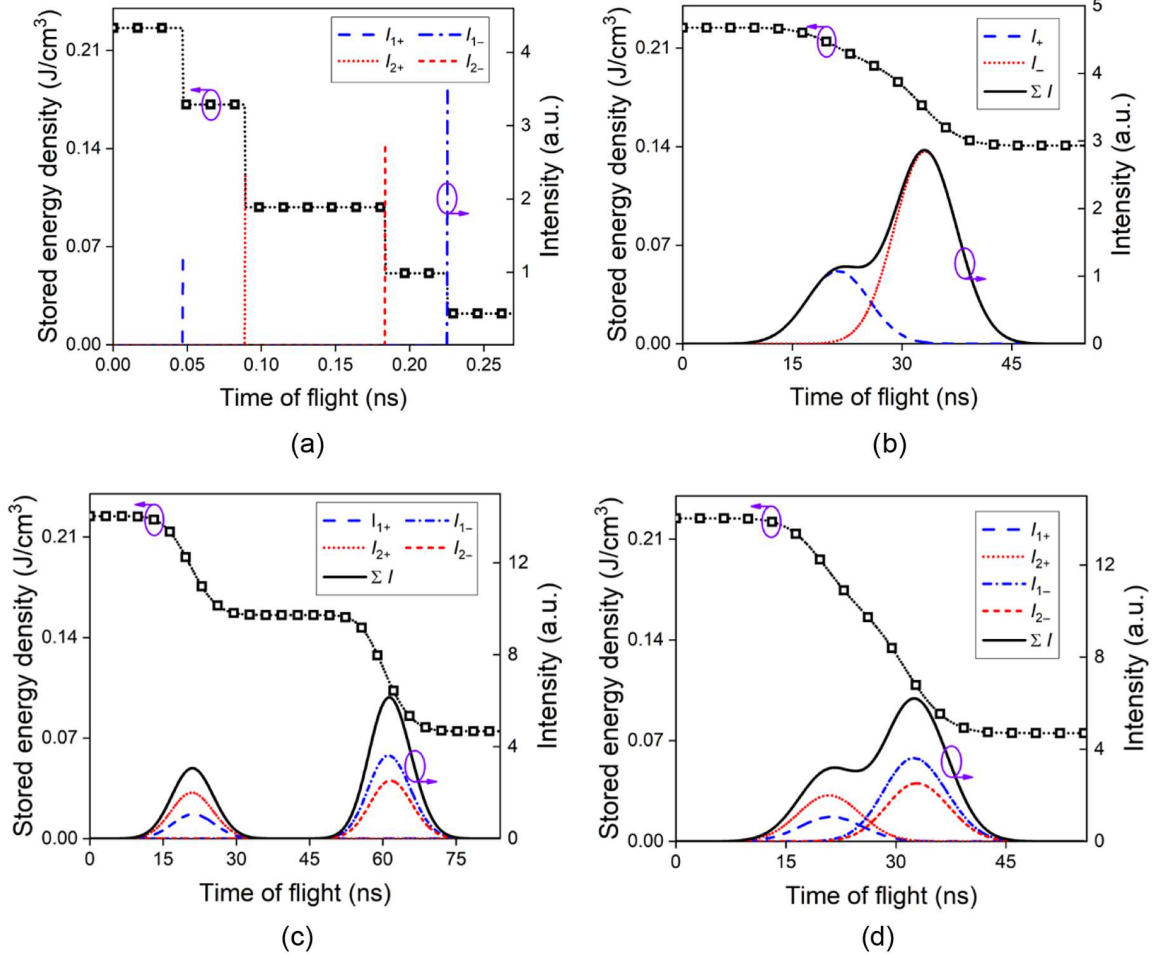 I1+ I1−
I2+ I2−
Stored energy density (J/cm3)
0.21
0.14
0.07
0.00
4
3
2
1
0
Intensity (a.u.)
0.00 0.05 0.10 0.15 0.20 0.25
Time of flight (ns)
(a)
I+
I−
Σ I
Stored energy density (J/cm3)
0.21
0.14
0.07
0.00
5
4
3
2
1
0
Intensity (a.u.)
0 15 30 45
Time of flight (ns)
(b)
I1+ I1−
I2+ I2−
Σ I
Stored energy density (J/cm3)
0.21
0.14
0.07
0.00
12
8
4
0
Intensity (a.u.)
0 15 30 45 60 75
Time of flight (ns)
(c)
I1+
I2+
I1−
I2−
Σ I
Stored energy density (J/cm3)
0.21
0.14
0.07
0.00
12
8
4
0
Intensity (a.u.)
0 15 30 45
Time of flight (ns)
(d)